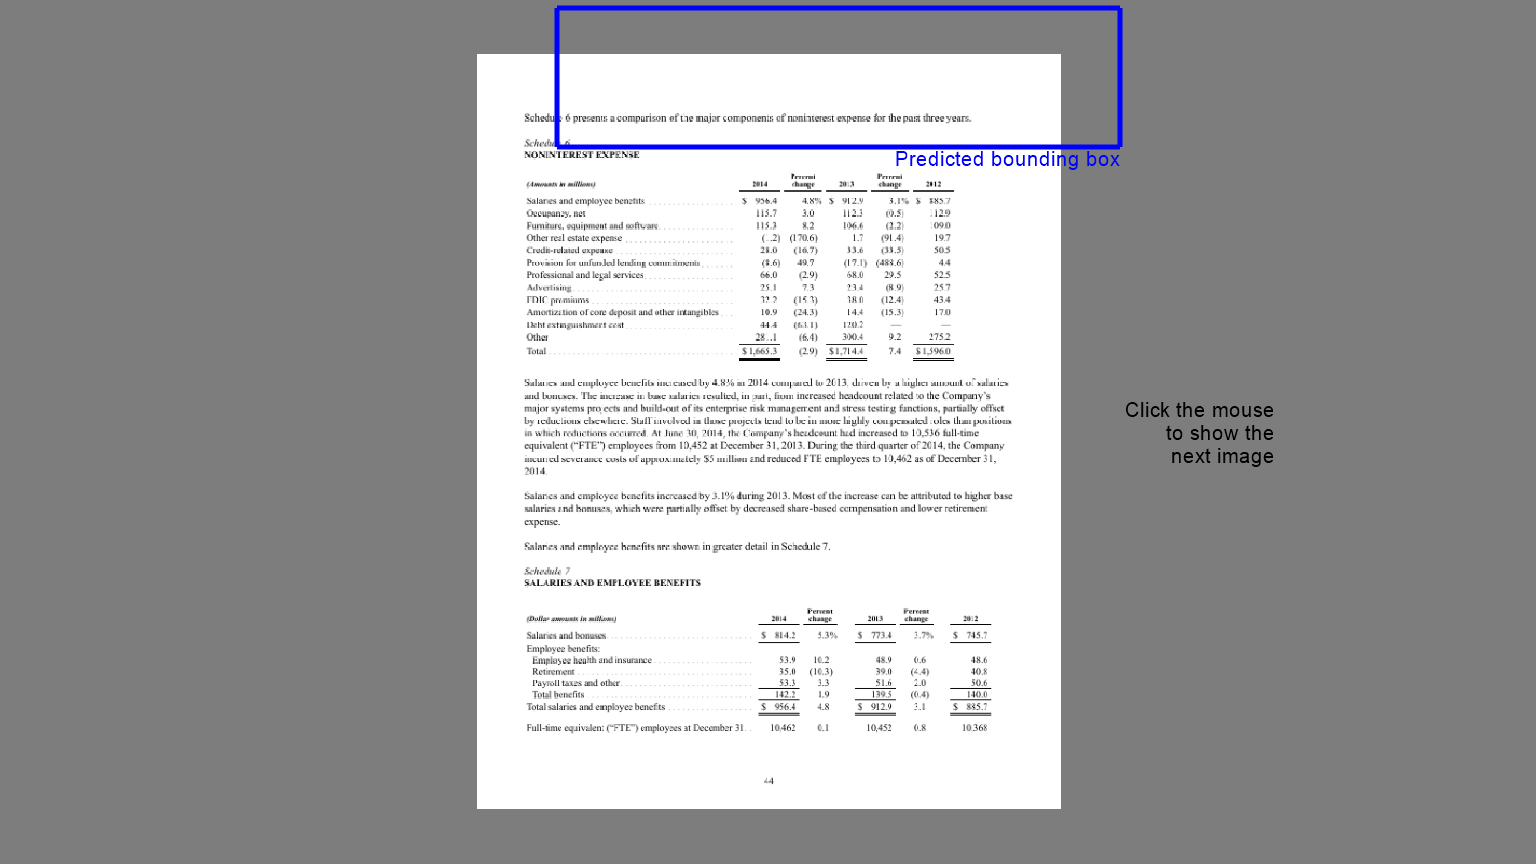 Schedule 6 presents a comparison of the major components of noninterest expense for the past three years.
Schedule 6
NONINTEREST EXPENSE
Predicted bounding box
(Amounts in millions) 2014 Percent change 2013 Percent change 2012
Salaries and employee benefits $ 956.4 4.8% $ 912.9 3.1% $ 885.7
Occupancy, net 115.7 3.0 112.3 (0.5) 112.9
Furniture, equipment and software 115.3 8.2 106.6 (2.2) 109.0
Other real estate expense (1.2) (170.6) 1.7 (91.4) 19.7
Credit-related expense 28.0 (16.7) 33.6 (33.5) 50.5
Provision for unfunded lending commitments (8.6) 49.7 (17.1) (488.6) 4.4
Professional and legal services 66.0 (2.9) 68.0 29.5 52.5
Advertising 25.1 7.3 23.4 (8.9) 25.7
FDIC premiums 32.2 (15.3) 38.0 (12.4) 43.4
Amortization of core deposit and other intangibles 10.9 (24.3) 14.4 (15.3) 17.0
Debt extinguishment cost 44.4 (63.1) 120.2 — —
Other 281.1 (6.4) 300.4 9.2 275.2
Total $ 1,665.3 (2.9) $ 1,714.4 7.4 $ 1,596.0
Salaries and employee benefits increased by 4.8% in 2014 compared to 2013, driven by a higher amount of salaries
and bonuses. The increase in base salaries resulted, in part, from increased headcount related to the Company’s
major systems projects and build-out of its enterprise risk management and stress testing functions, partially offset
by reductions elsewhere. Staff involved in those projects tend to be in more highly compensated roles than positions
in which reductions occurred. At June 30, 2014, the Company’s headcount had increased to 10,536 full-time
equivalent (“FTE”) employees from 10,452 at December 31, 2013. During the third quarter of 2014, the Company
incurred severance costs of approximately $5 million and reduced FTE employees to 10,462 as of December 31,
2014.
Salaries and employee benefits increased by 3.1% during 2013. Most of the increase can be attributed to higher base
salaries and bonuses, which were partially offset by decreased share-based compensation and lower retirement
expense.
Salaries and employee benefits are shown in greater detail in Schedule 7.
Schedule 7
SALARIES AND EMPLOYEE BENEFITS
(Dollar amounts in millions) 2014 Percent change 2013 Percent change 2012
Salaries and bonuses $ 814.2 5.3% $ 773.4 3.7% $ 745.7
Employee benefits:
Employee health and insurance 53.9 10.2 48.9 0.6 48.6
Retirement 35.0 (10.3) 39.0 (4.4) 40.8
Payroll taxes and other 53.3 3.3 51.6 2.0 50.6
Total benefits 142.2 1.9 139.5 (0.4) 140.0
Total salaries and employee benefits $ 956.4 4.8 $ 912.9 3.1 $ 885.7
Full-time equivalent (“FTE”) employees at December 31 10,462 0.1 10,452 0.8 10,368
44
Click the mouse
to show the
next image